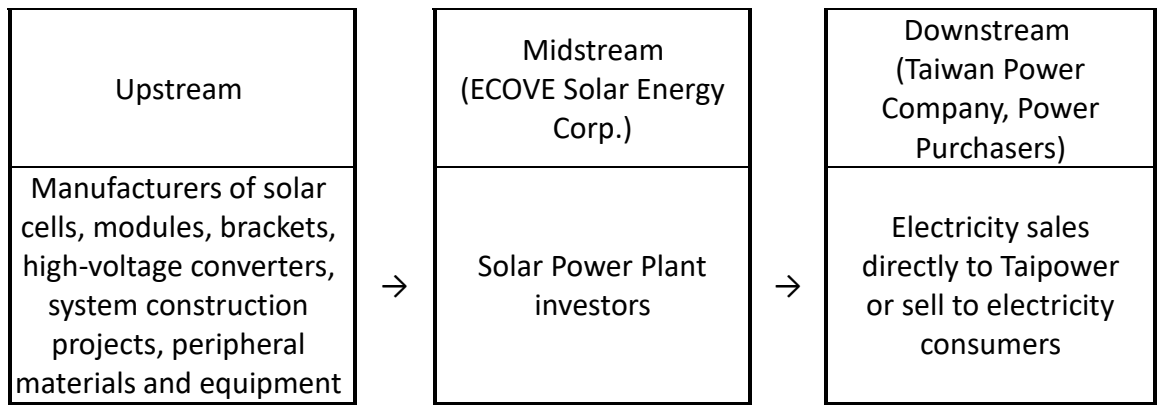 Upstream
Midstream
(ECOVE Solar Energy
Corp.)
Downstream
(Taiwan Power
Company, Power
Purchasers)
Manufacturers of solar
cells, modules, brackets,
high-voltage converters,
system construction
projects, peripheral
materials and equipment
→
Solar Power Plant
investors
→
Electricity sales
directly to Taipower
or sell to electricity
consumers